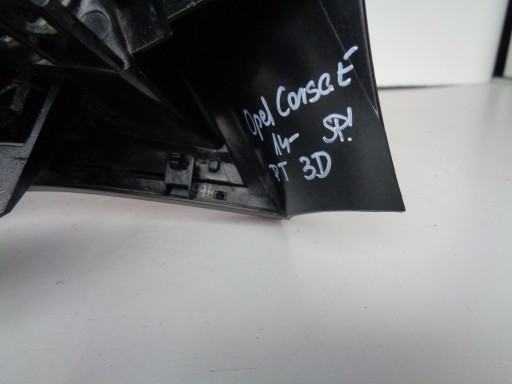 Opel Corsa E
14- SP!
PT 3D